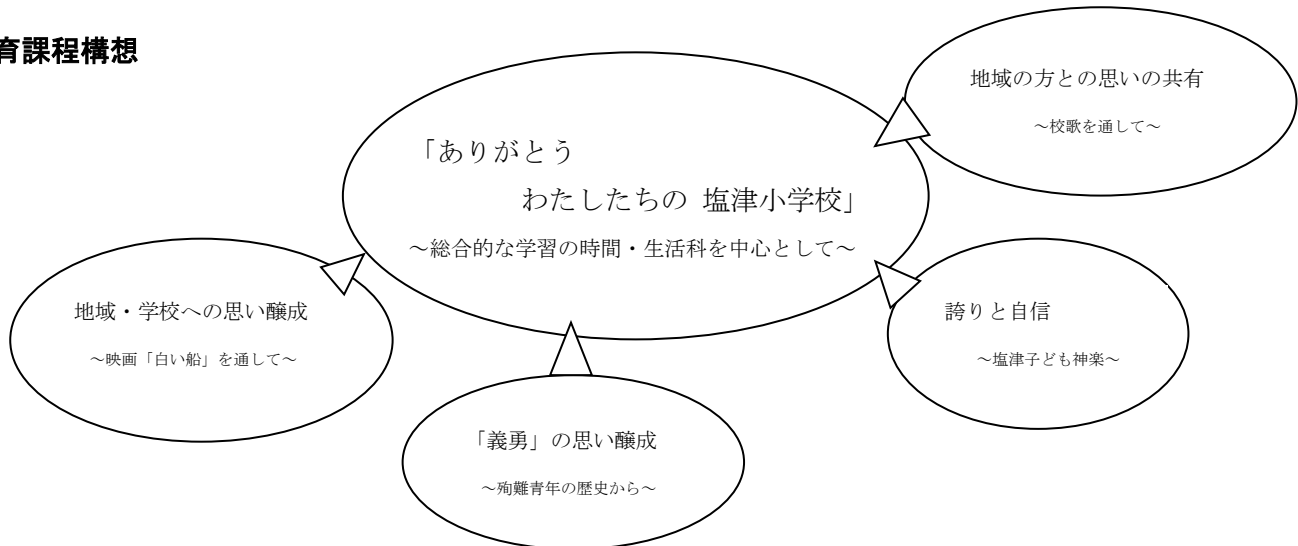 育課程構想
地域の方との思いの共有
～校歌を通して～
「ありがとう
わたしたちの 塩津小学校」
～総合的な学習の時間・生活科を中心として～
地域・学校への思い醸成
～映画「白い船」を通して～
誇りと自信
～塩津子ども神楽～
「義勇」の思い醸成
～殉難青年の歴史から～